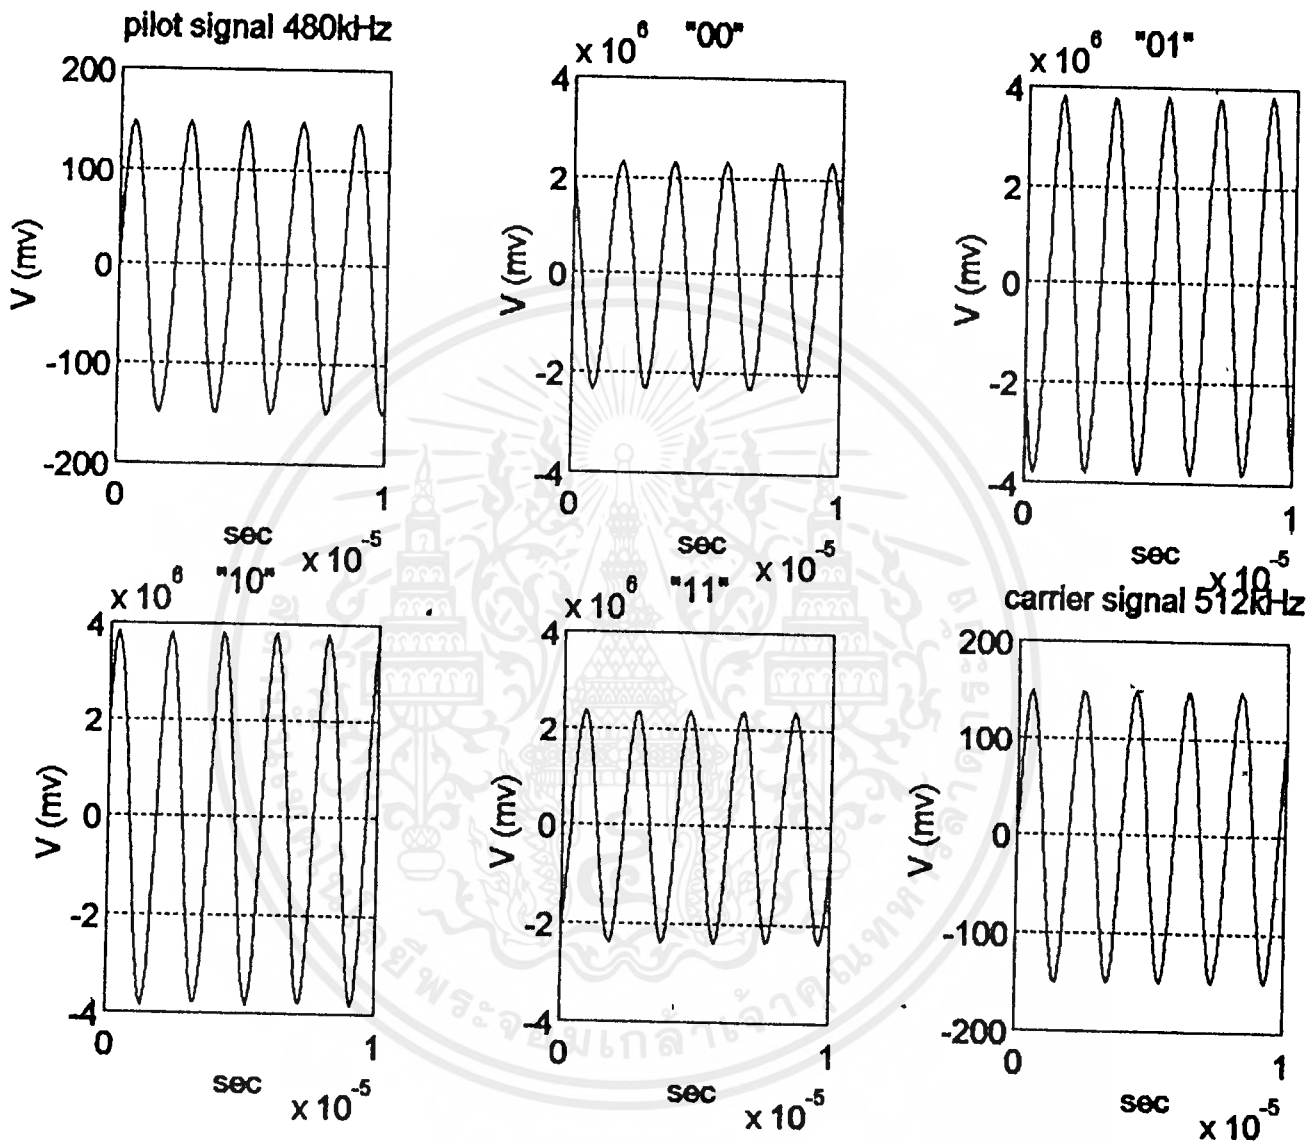 pilot signal 480kHz
200
100
0
-100
-200
V (mv)
0
1
sec
x 10^-5
x 10^6 "00"
4
2
0
-2
-4
V (mv)
0
1
sec
x 10^-5
x 10^6 "01"
4
2
0
-2
-4
V (mv)
0
1
sec
x 10^-5
x 10^6 "10"
4
2
0
-2
-4
V (mv)
0
1
sec
x 10^-5
x 10^6 "11"
4
2
0
-2
-4
V (mv)
0
1
sec
x 10^-5
carrier signal 512kHz
200
100
0
-100
-200
V (mv)
0
1
sec
x 10^-5